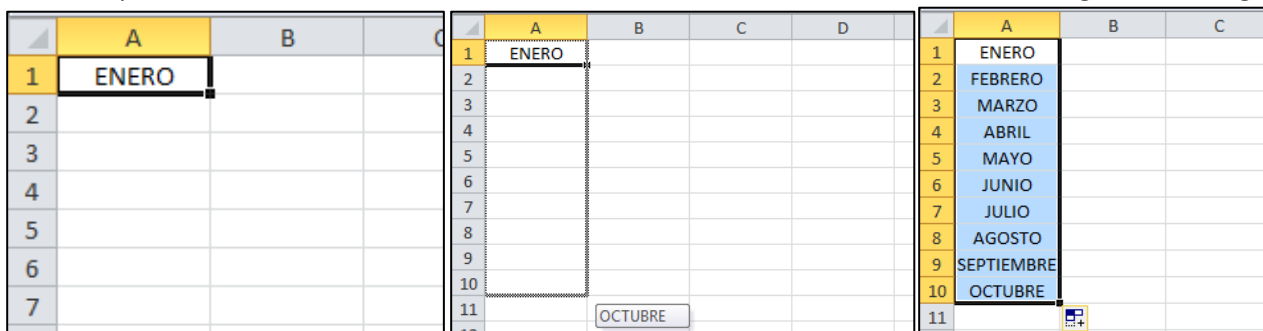 A B
1 ENERO
2
3
4
5
6
7
A B C D
1 ENERO
2
3
4
5
6
7
8
9
10
11 OCTUBRE
A B C
1 ENERO
2 FEBRERO
3 MARZO
4 ABRIL
5 MAYO
6 JUNIO
7 JULIO
8 AGOSTO
9 SEPTIEMBRE
10 OCTUBRE
11